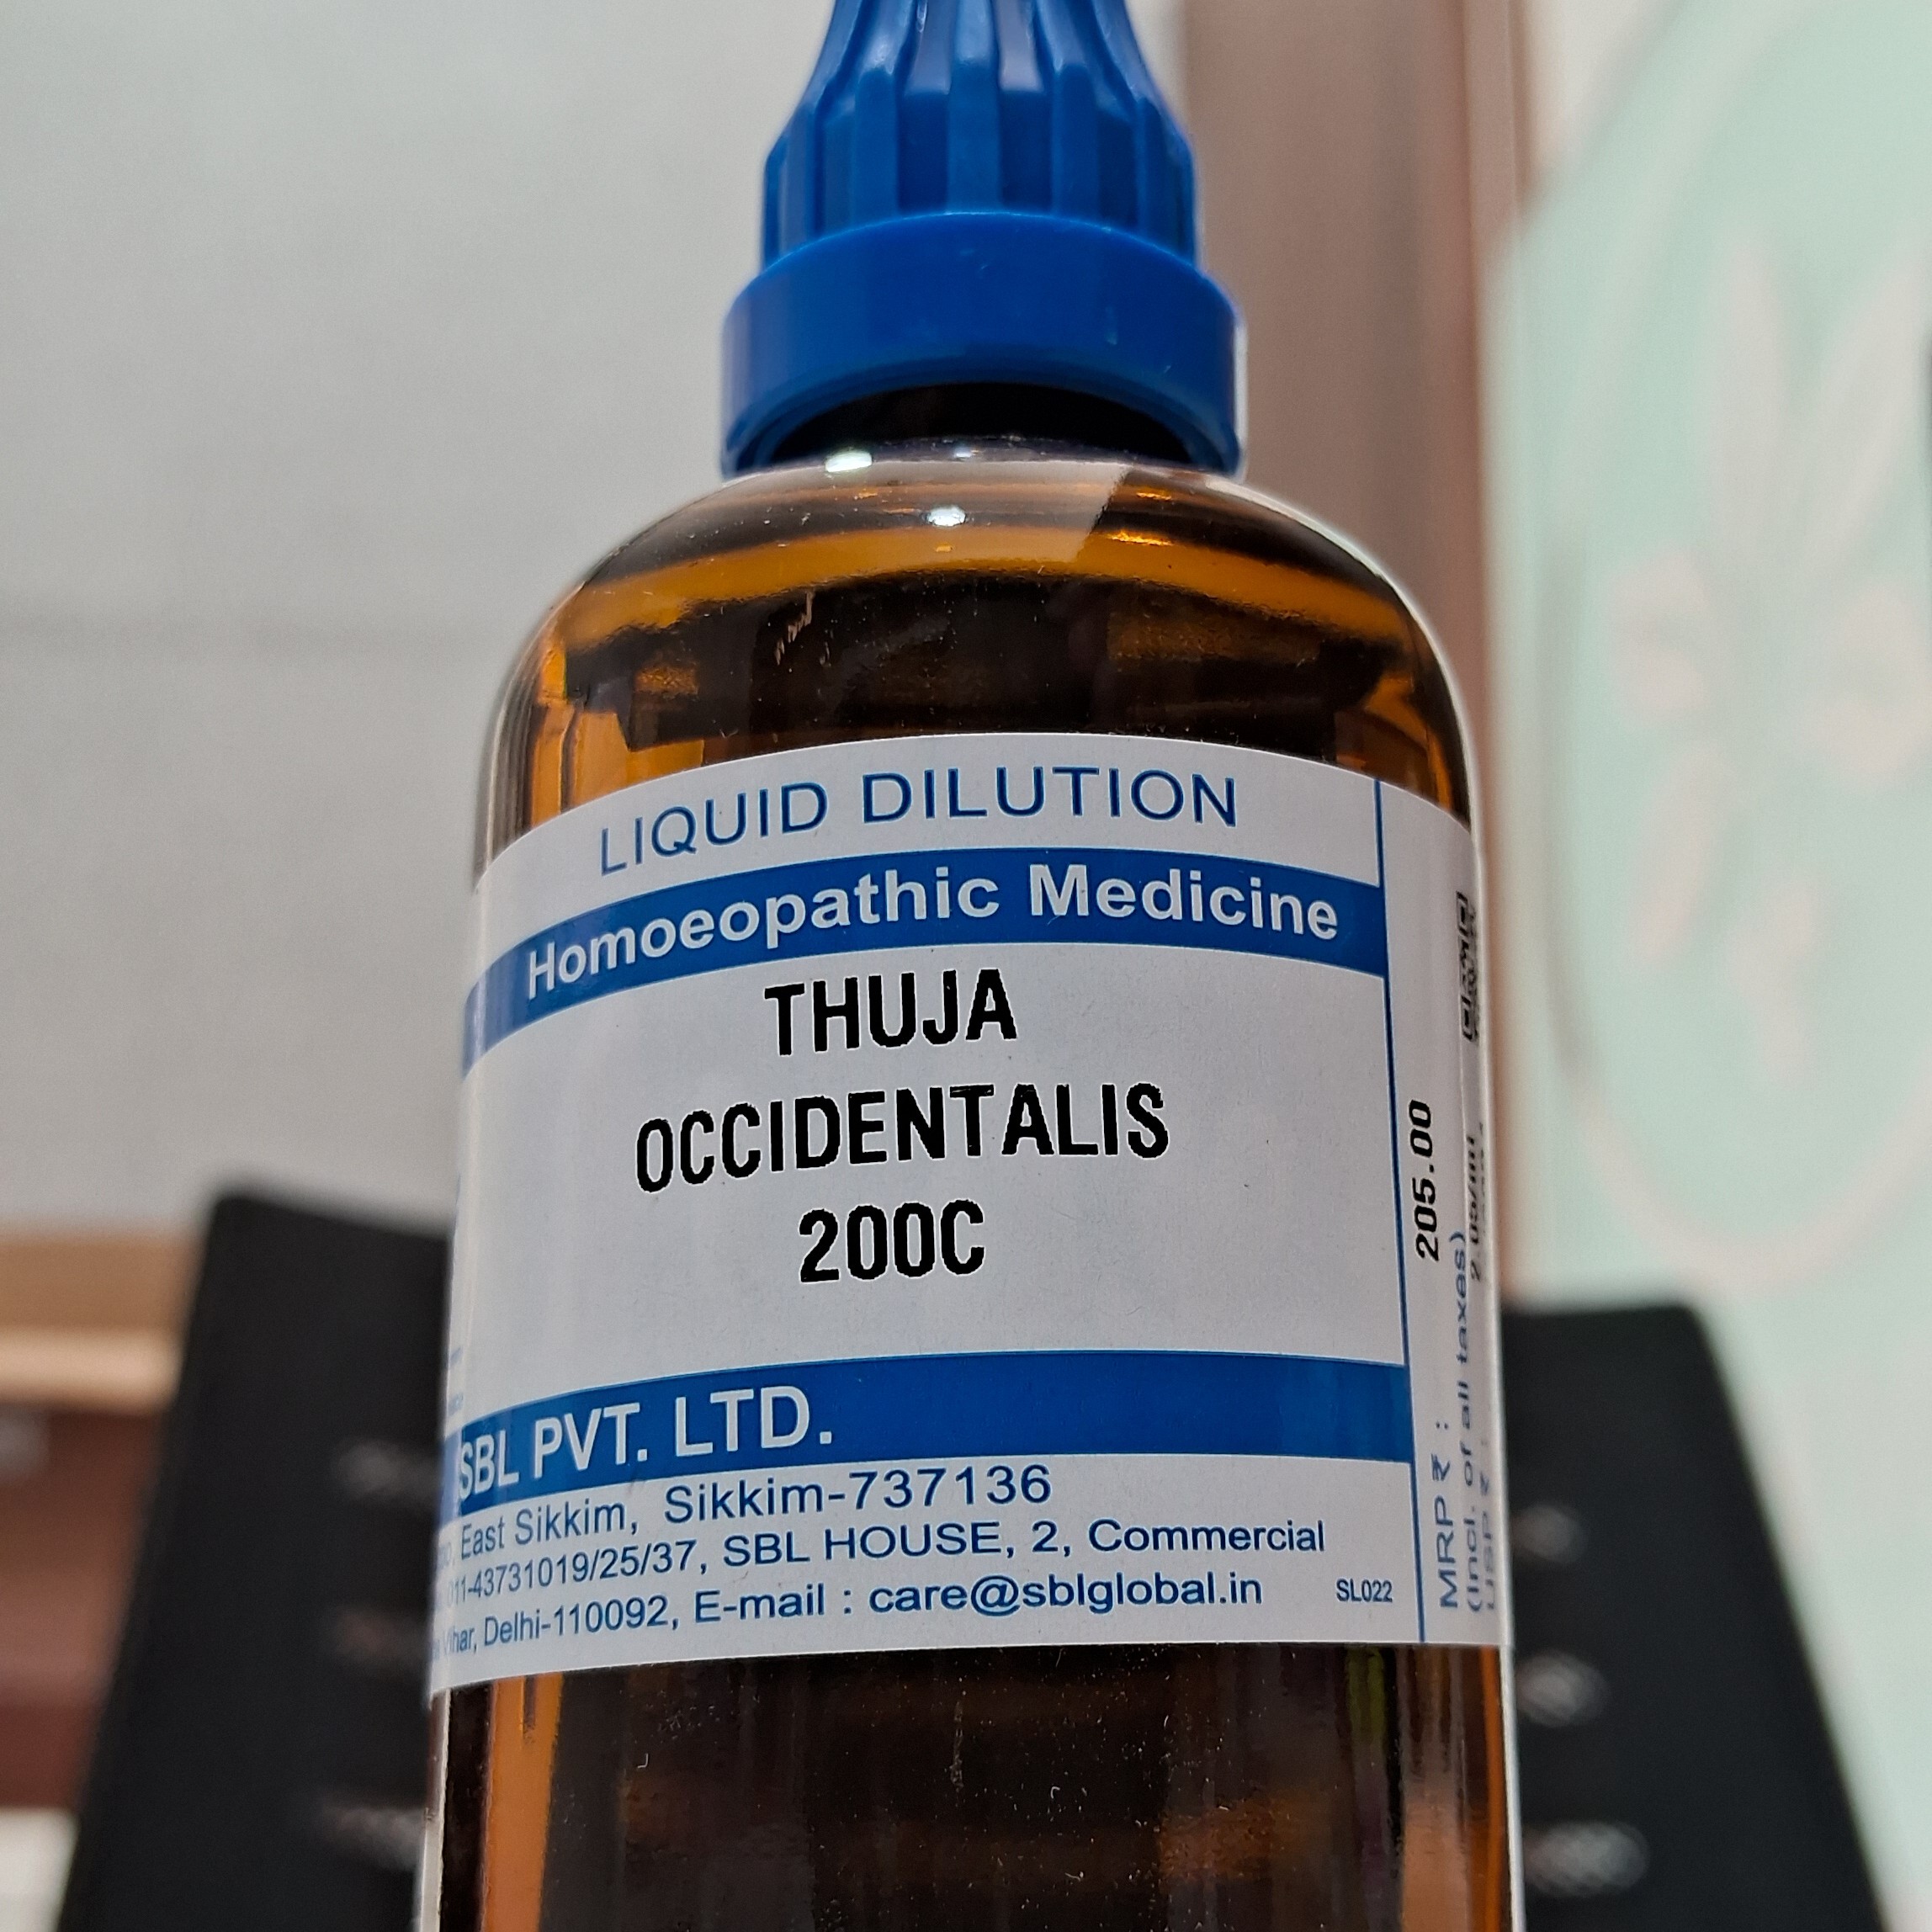 LIQUID DILUTION
Homoeopathic Medicine
THUJA
OCCIDENTALIS
200C
SBL PVT. LTD.
East Sikkim, Sikkim-737136
011-43731019/25/37, SBL HOUSE, 2, Commercial
Vihar, Delhi-110092, E-mail : care@sblglobal.in
SL022
MRP ₹ : 205.00
(Incl. of all taxes)
USP ₹ :